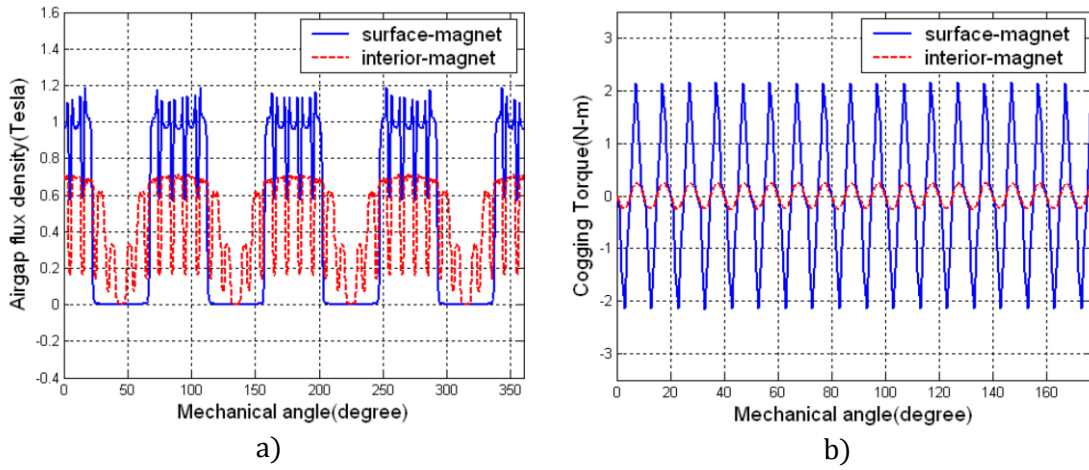 surface-magnet
interior-magnet
Airgap flux density(Tesla)
1.6
1.4
1.2
1
0.8
0.6
0.4
0.2
0
-0.2
-0.4
0 50 100 150 200 250 300 350
Mechanical angle(degree)
a)
surface-magnet
interior-magnet
Cogging Torque(N-m)
3
2
1
0
-1
-2
-3
0 20 40 60 80 100 120 140 160
Mechanical angle(degree)
b)